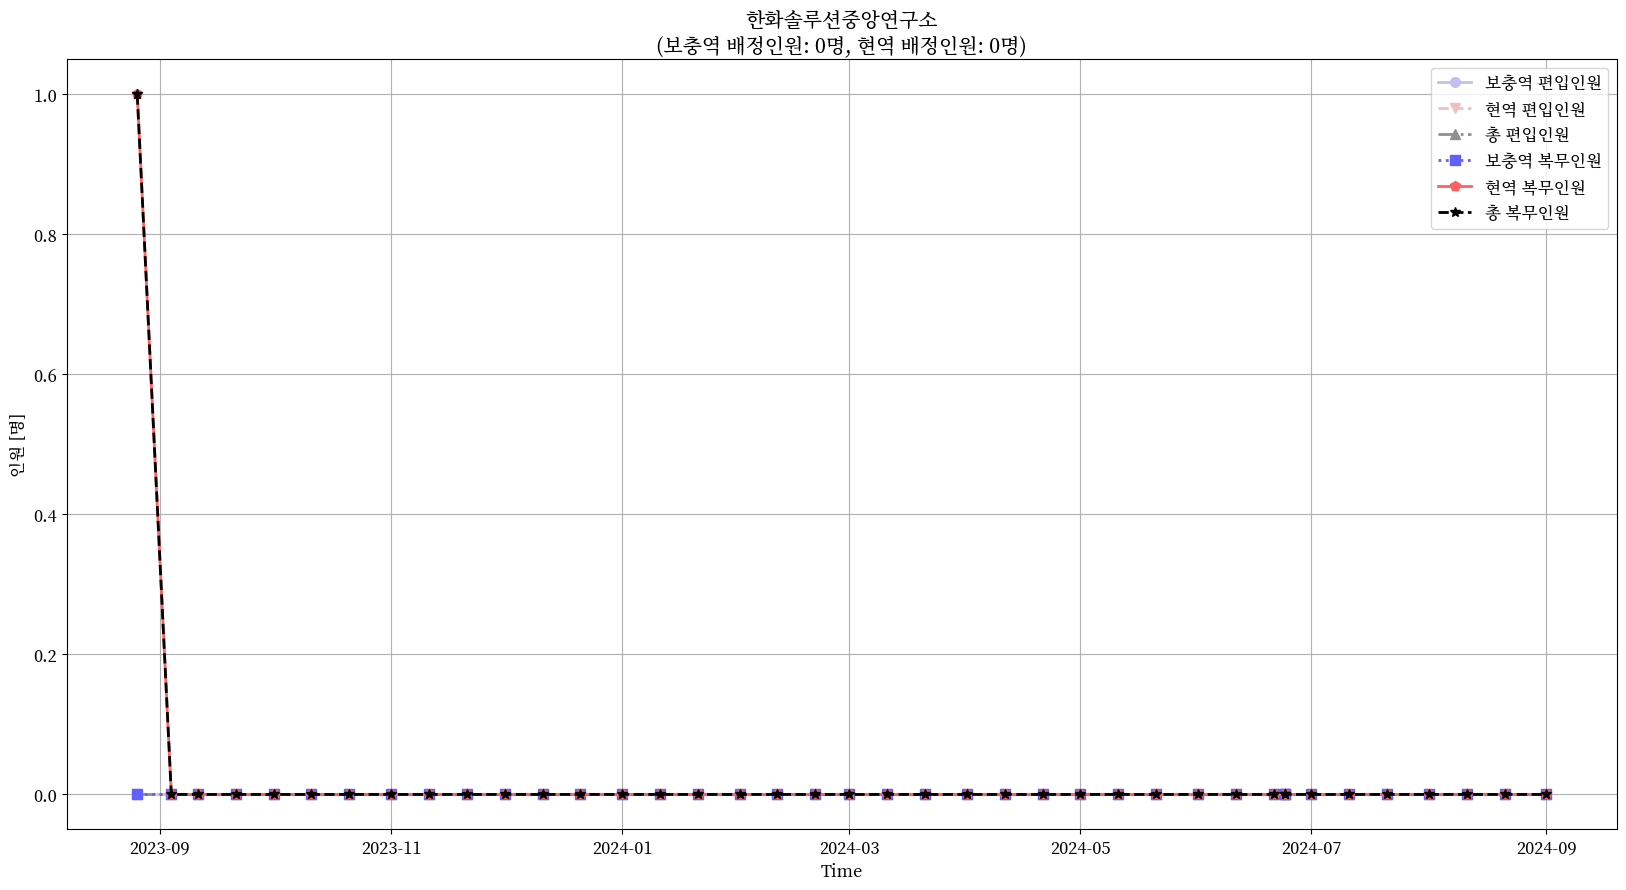 한화솔루션중앙연구소
(보충역 배정인원: 0명, 현역 배정인원: 0명)
보충역 편입인원
현역 편입인원
총 편입인원
보충역 복무인원
현역 복무인원
총 복무인원
1.0
0.8
0.6
0.4
0.2
0.0
인원 [명]
2023-09
2023-11
2024-01
2024-03
2024-05
2024-07
2024-09
Time